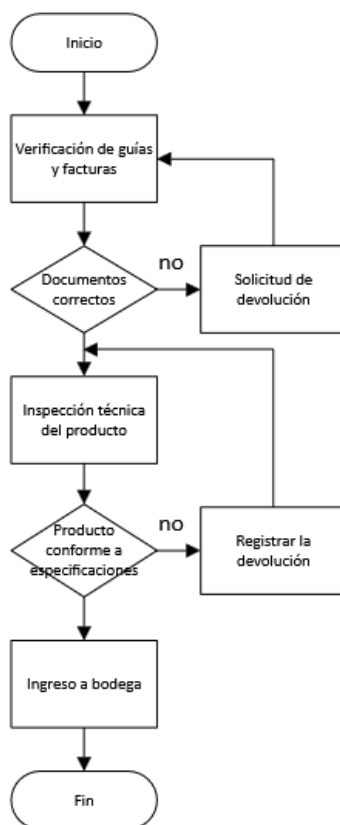 Inicio
Verificación de guías
y facturas
Documentos
correctos
no
Solicitud de
devolución
Inspección técnica
del producto
Producto
conforme a
especificaciones
no
Registrar la
devolución
Ingreso a bodega
Fin